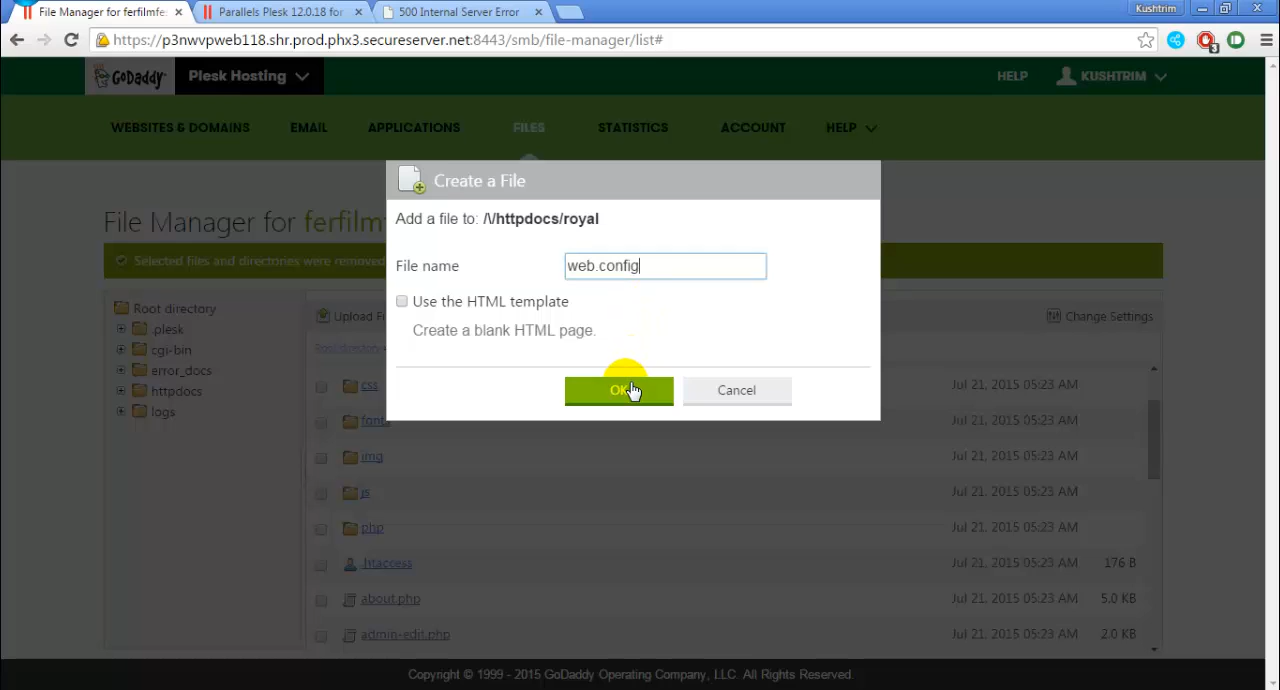 File Manager for ferfilmfe
Parallels Plesk 12.0.18 for
500 Internal Server Error
Kushtrim
https://p3nwvpweb118.shr.prod.phx3.secureserver.net:8443/smb/file-manager/list#
3
GoDaddy
Plesk Hosting
HELP
KUSHTRIM
WEBSITES & DOMAINS
EMAIL
APPLICATIONS
FILES
STATISTICS
ACCOUNT
HELP
Create a File
Add a file to: /\/httpdocs/royal
File name
web.config
Use the HTML template
Create a blank HTML page.
OK
Cancel
File Manager for ferfilm
Selected files and directories were removed
Root directory
.plesk
cgi-bin
error_docs
httpdocs
logs
Upload Fi
Change Settings
Root directory
css
Jul 21, 2015 05:23 AM
font
Jul 21, 2015 05:23 AM
img
Jul 21, 2015 05:23 AM
js
Jul 21, 2015 05:23 AM
php
Jul 21, 2015 05:23 AM
.htaccess
Jul 21, 2015 05:23 AM
176 B
about.php
Jul 21, 2015 05:23 AM
5.0 KB
admin-edit.php
Jul 21, 2015 05:23 AM
2.0 KB
Copyright © 1999 - 2015 GoDaddy Operating Company, LLC. All Rights Reserved.